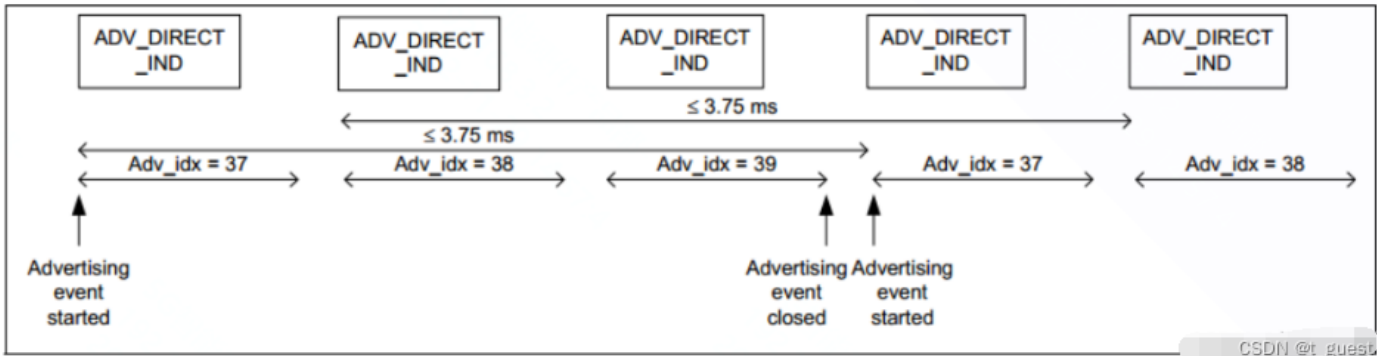 ADV_DIRECT
_IND
ADV_DIRECT
_IND
ADV_DIRECT
_IND
ADV_DIRECT
_IND
ADV_DIRECT
_IND
≤ 3.75 ms
≤ 3.75 ms
Adv_idx = 37
Adv_idx = 38
Adv_idx = 39
Adv_idx = 37
Adv_idx = 38
Advertising
event
started
Advertising
event
closed
Advertising
event
started
CSDN @t_guest